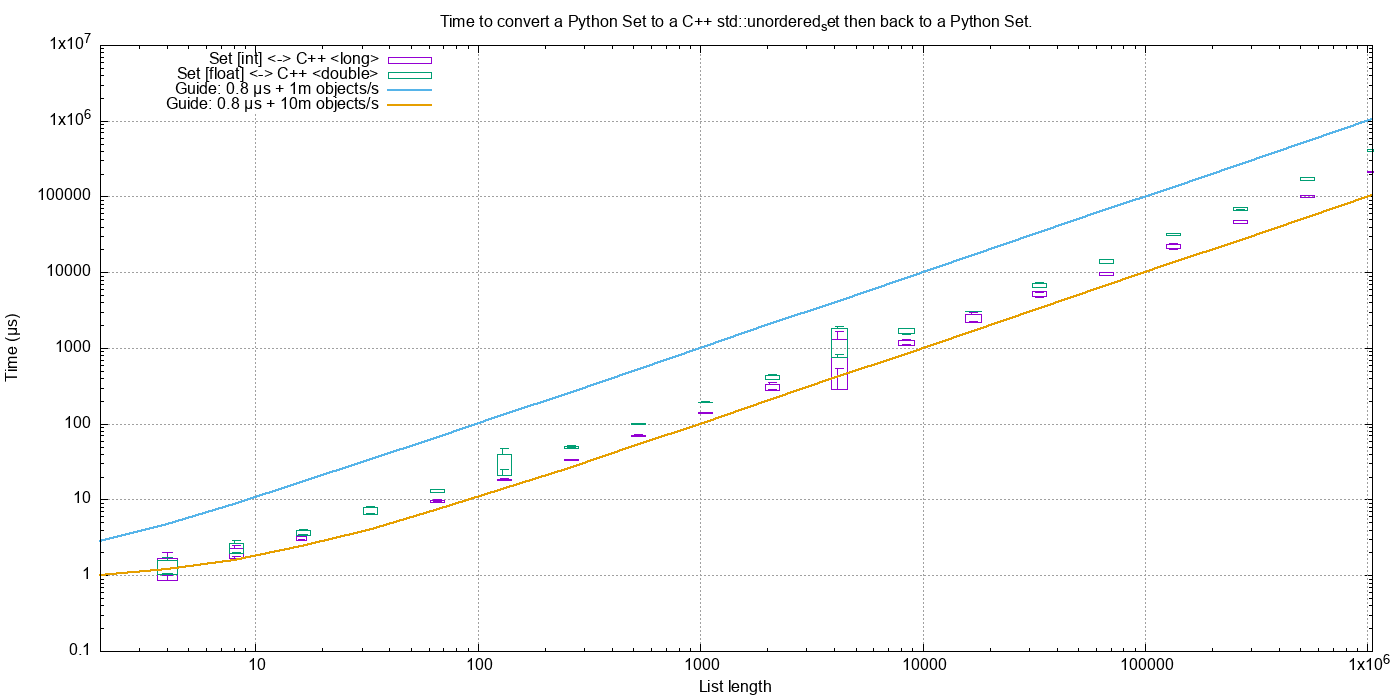 Time to convert a Python Set to a C++ std::unordered_set then back to a Python Set.
Set [int] <-> C++ <long>
Set [float] <-> C++ <double>
Guide: 0.8 µs + 1m objects/s
Guide: 0.8 µs + 10m objects/s
Time (µs)
1x10^7
1x10^6
100000
10000
1000
100
10
1
0.1
10
100
1000
10000
100000
1x10^6
List length